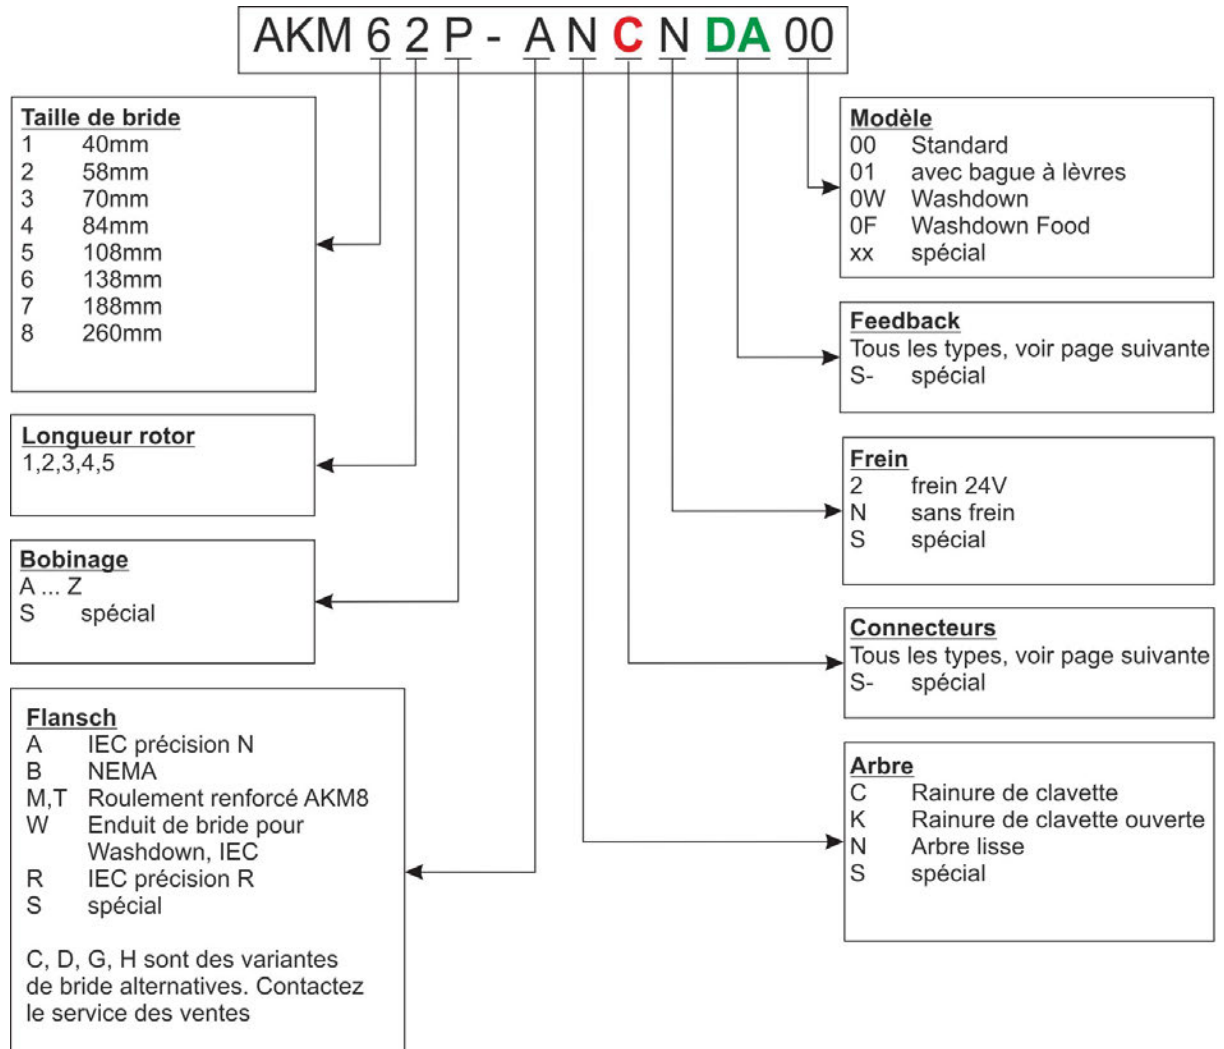 AKM 6 2 P - A N C N DA 00
Taille de bride
1 40mm
2 58mm
3 70mm
4 84mm
5 108mm
6 138mm
7 188mm
8 260mm
Longueur rotor
1,2,3,4,5
Bobinage
A ... Z
S spécial
Flansch
A IEC précision N
B NEMA
M,T Roulement renforcé AKM8
W Enduit de bride pour
Washdown, IEC
R IEC précision R
S spécial
C, D, G, H sont des variantes
de bride alternatives. Contactez
le service des ventes
Modèle
00 Standard
01 avec bague à lèvres
0W Washdown
0F Washdown Food
xx spécial
Feedback
Tous les types, voir page suivante
S- spécial
Frein
2 frein 24V
N sans frein
S spécial
Connecteurs
Tous les types, voir page suivante
S- spécial
Arbre
C Rainure de clavette
K Rainure de clavette ouverte
N Arbre lisse
S spécial